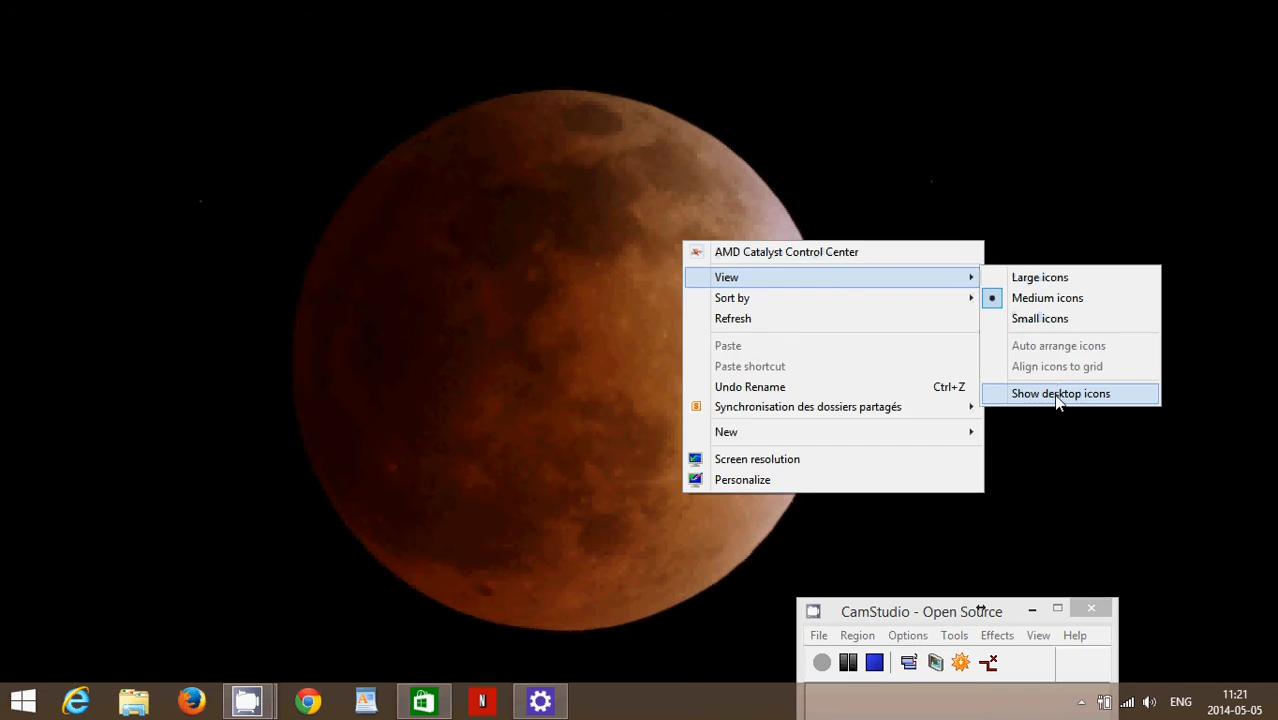 AMD Catalyst Control Center
View
Sort by
Refresh
Paste
Paste shortcut
Undo Rename Ctrl+Z
Synchronisation des dossiers partagés
New
Screen resolution
Personalize
Large icons
Medium icons
Small icons
Auto arrange icons
Align icons to grid
Show desktop icons
CamStudio - Open Source
File Region Options Tools Effects View Help
N
ENG
11:21
2014-05-05